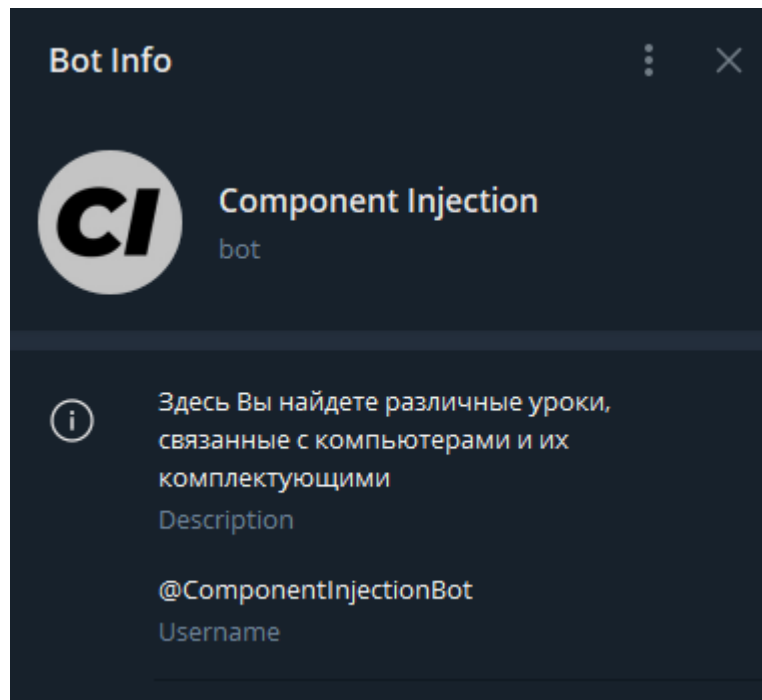 Bot Info
CI
Component Injection
bot
Здесь Вы найдете различные уроки,
связанные с компьютерами и их
комплектующими
Description
@ComponentInjectionBot
Username